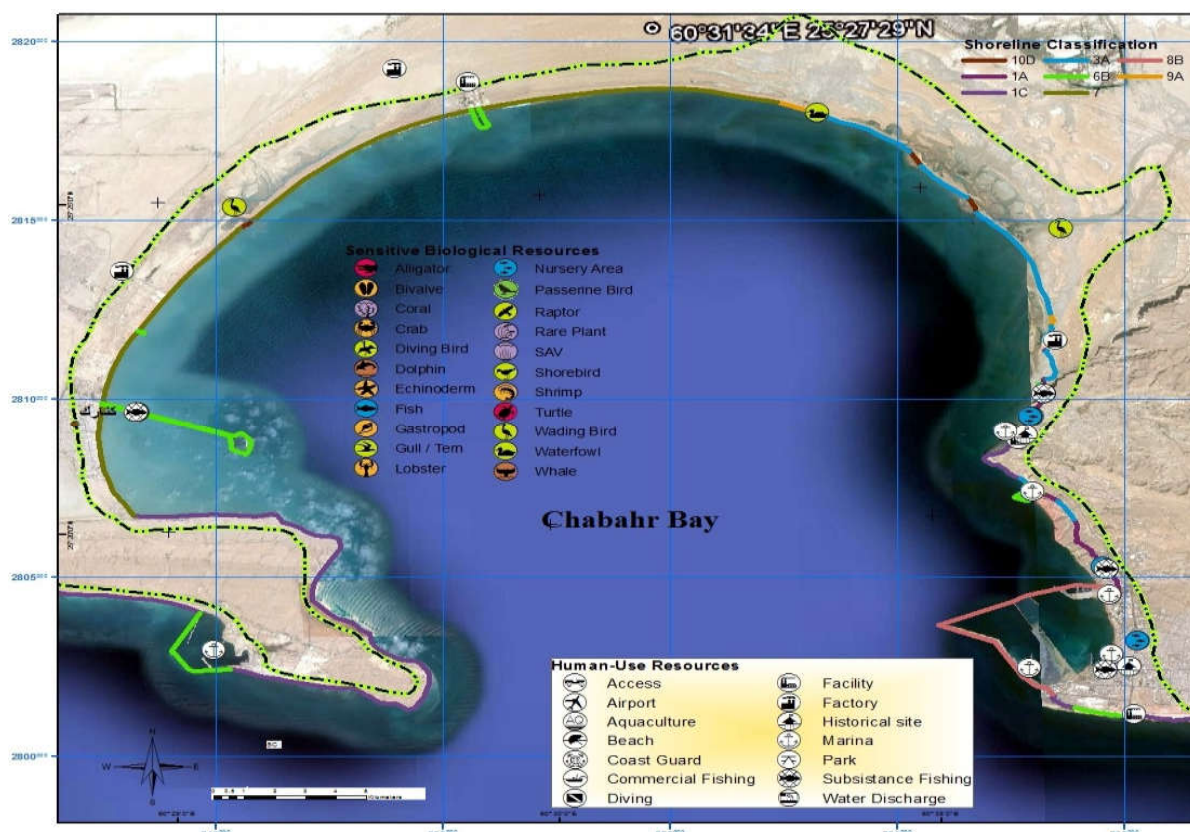 60°31'34"E 25°27'29"N
Shoreline Classification
10D 3A 8B
1A 6B 9A
1C 7
2820
2815
2810
2805
2800
Sensitive Biological Resources
Alligator Nursery Area
Bivalve Passerine Bird
Coral Raptor
Crab Rare Plant
Diving Bird SAV
Dolphin Shorebird
Echinoderm Shrimp
Fish Turtle
Gastropod Wading Bird
Gull / Tern Waterfowl
Lobster Whale
Chabahr Bay
Human-Use Resources
Access Facility
Airport Factory
Aquaculture Historical site
Beach Marina
Coast Guard Park
Commercial Fishing Subsistance Fishing
Diving Water Discharge
N
W E
S
Kilometers